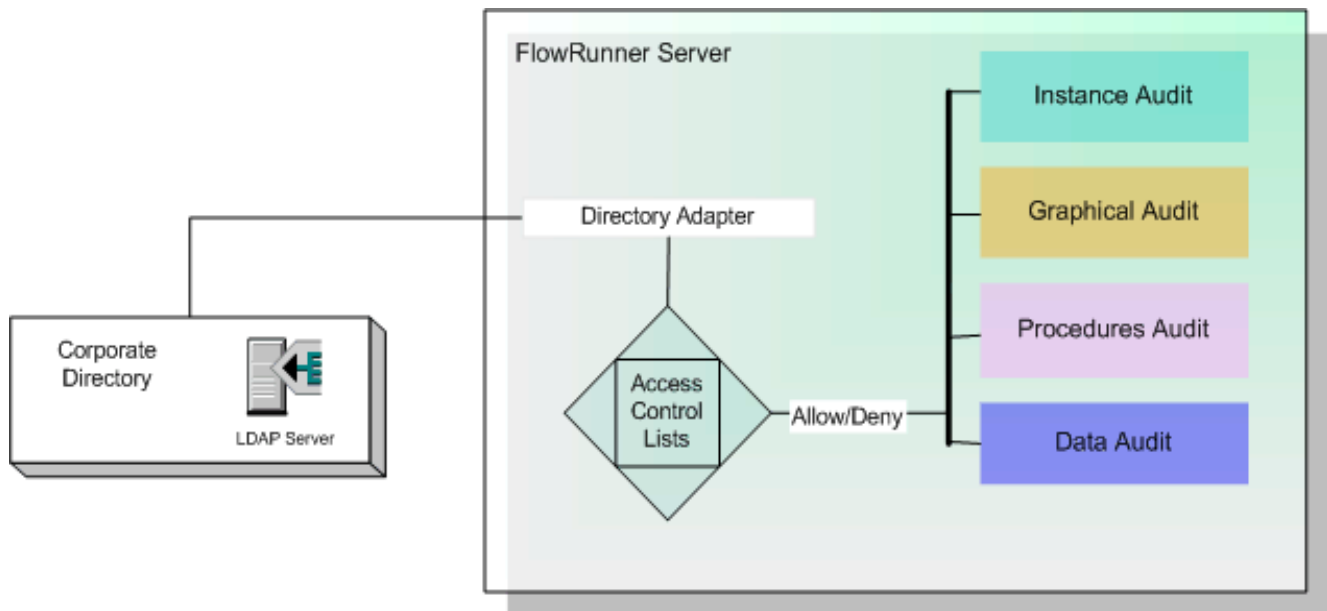 FlowRunner Server
Instance Audit
Graphical Audit
Directory Adapter
Procedures Audit
Corporate
Directory
LDAP Server
Access
Control
Lists
Allow/Deny
Data Audit